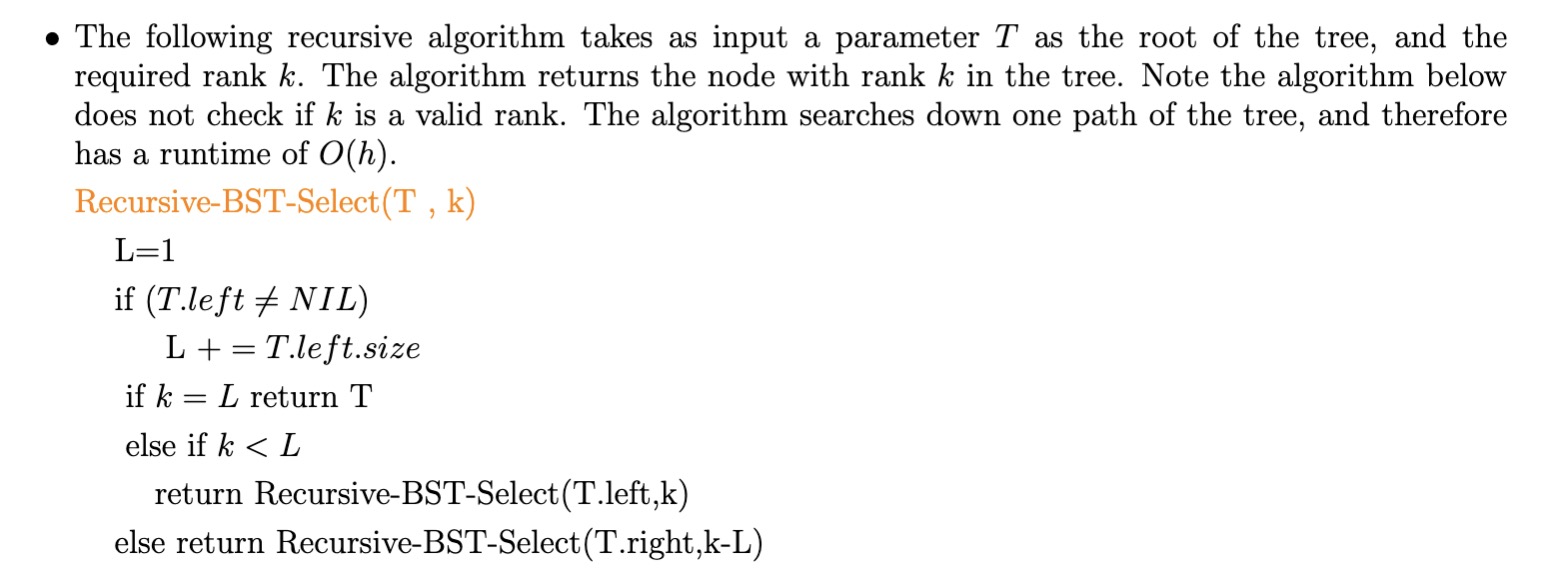 • The following recursive algorithm takes as input a parameter T as the root of the tree, and the
required rank k. The algorithm returns the node with rank k in the tree. Note the algorithm below
does not check if k is a valid rank. The algorithm searches down one path of the tree, and therefore
has a runtime of O(h).
Recursive-BST-Select(T , k)
L=1
if (T.left ≠ NIL)
L + = T.left.size
if k = L return T
else if k < L
return Recursive-BST-Select(T.left,k)
else return Recursive-BST-Select(T.right,k-L)